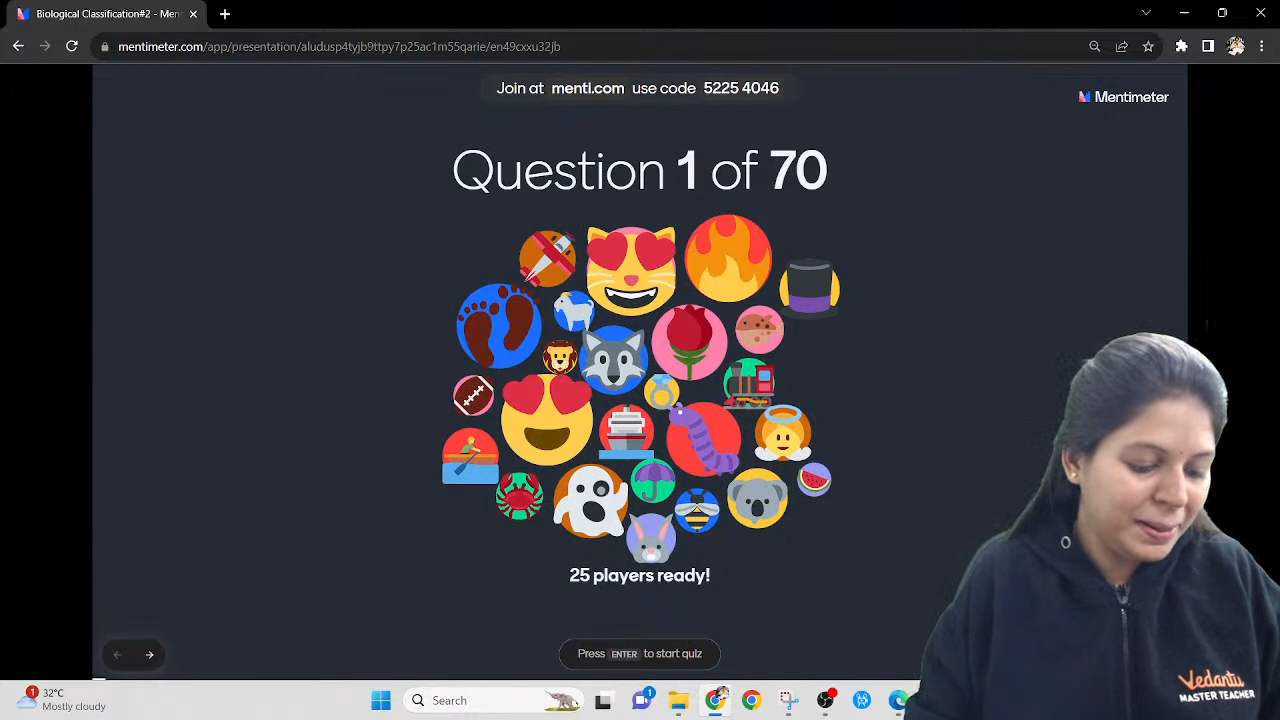 Biological Classification#2 - Men
mentimeter.com/app/presentation/aludusp4tyjb9ttpy7p25ac1m55qarie/en49cxxu32jb
Join at menti.com use code 5225 4046
Mentimeter
Question 1 of 70
25 players ready!
Press ENTER to start quiz
Vedantu
MASTER TEACHER
1
32°C
Mostly cloudy
Search
1